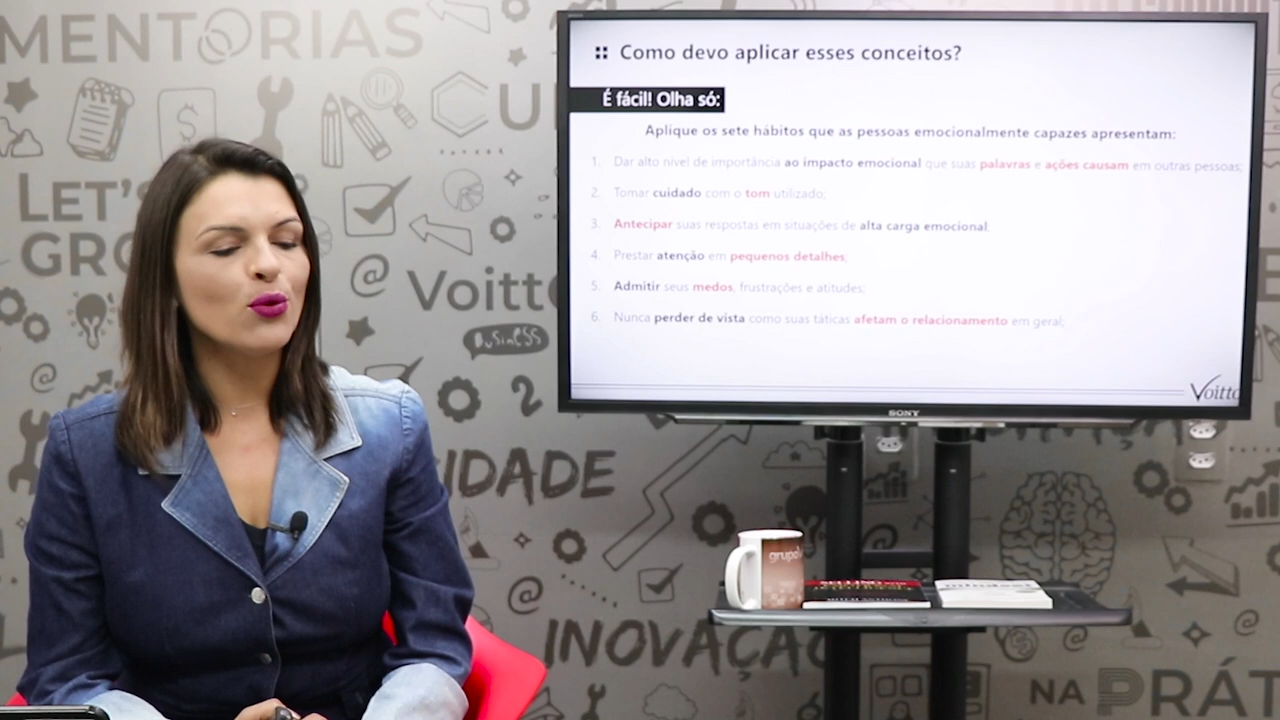 MENTORIAS
Voitto
CU
LET'S
GRO
Voitto
BUSINESS
IDADE
INOVAÇÃO
NA PRÁT
Como devo aplicar esses conceitos?
É fácil! Olha só:
Aplique os sete hábitos que as pessoas emocionalmente capazes apresentam:
1. Dar alto nível de importância ao impacto emocional que suas palavras e ações causam em outras pessoas;
2. Tomar cuidado com o tom utilizado;
3. Antecipar suas respostas em situações de alta carga emocional.
4. Prestar atenção em pequenos detalhes;
5. Admitir seus medos, frustrações e atitudes;
6. Nunca perder de vista como suas táticas afetam o relacionamento em geral;
Voitto
SONY
grupo